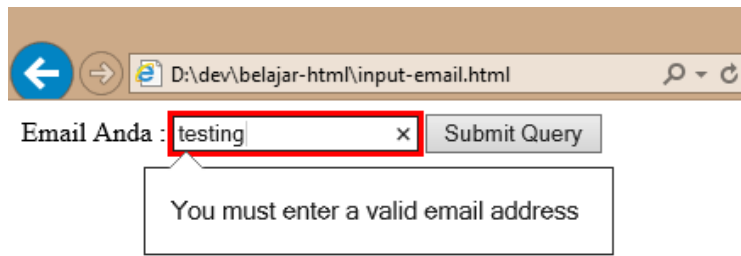 D:\dev\belajar-html\input-email.html
Email Anda : testing × Submit Query
You must enter a valid email address